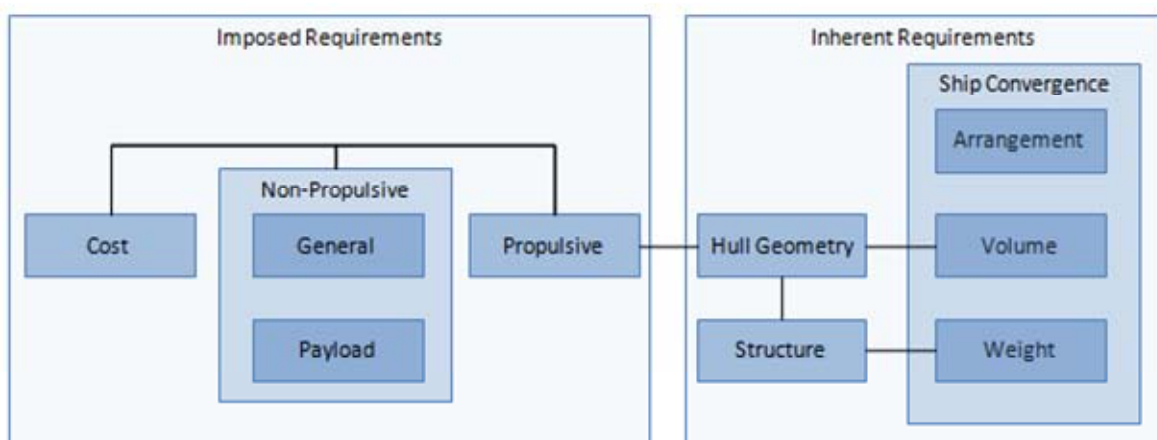 Imposed Requirements
Non-Propulsive
Cost
General
Propulsive
Payload
Inherent Requirements
Ship Convergence
Arrangement
Hull Geometry
Volume
Structure
Weight